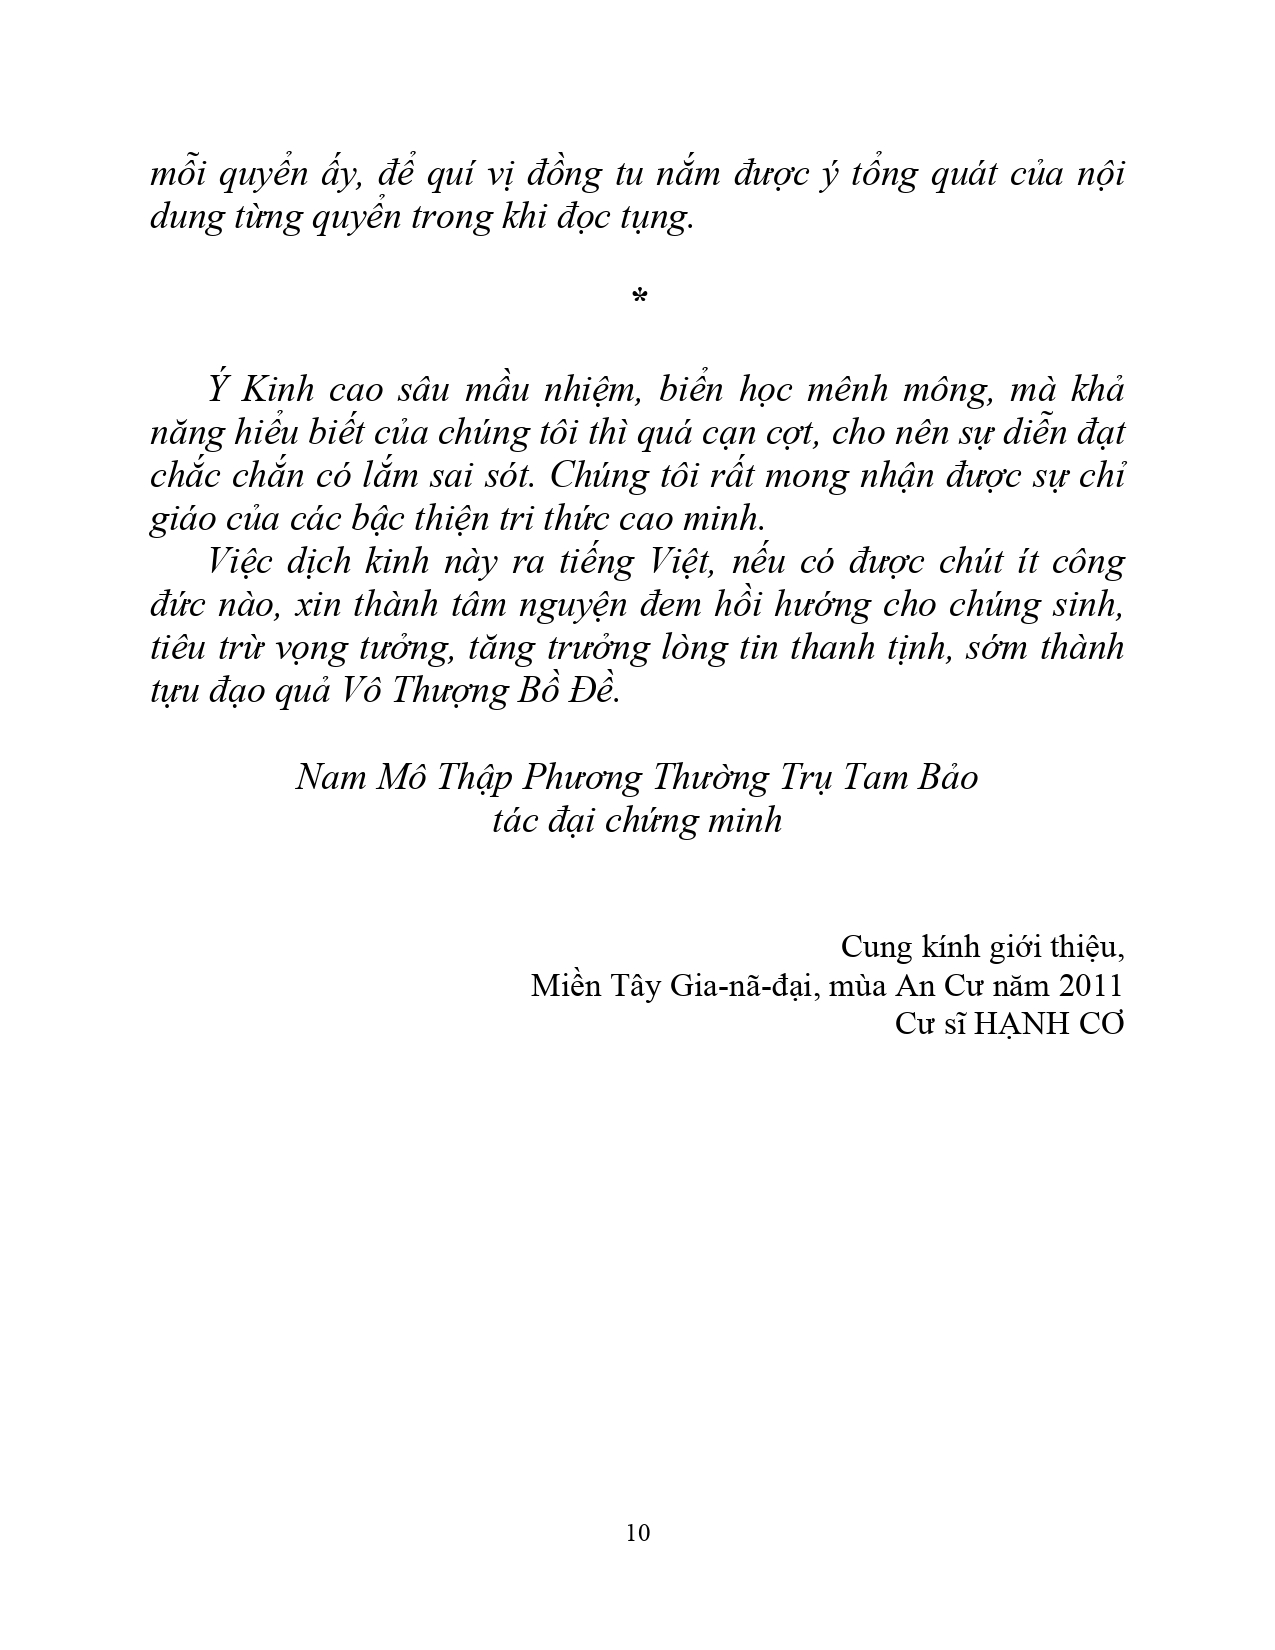 mỗi quyển ấy, để quí vị đồng tu nắm được ý tổng quát của nội
dung từng quyển trong khi đọc tụng.
*
Ý Kinh cao sâu mầu nhiệm, biển học mênh mông, mà khả
năng hiểu biết của chúng tôi thì quá cạn cợt, cho nên sự diễn đạt
chắc chắn có lắm sai sót. Chúng tôi rất mong nhận được sự chỉ
giáo của các bậc thiện tri thức cao minh.
Việc dịch kinh này ra tiếng Việt, nếu có được chút ít công
đức nào, xin thành tâm nguyện đem hồi hướng cho chúng sinh,
tiêu trừ vọng tưởng, tăng trưởng lòng tin thanh tịnh, sớm thành
tựu đạo quả Vô Thượng Bồ Đề.
Nam Mô Thập Phương Thường Trụ Tam Bảo
tác đại chứng minh
Cung kính giới thiệu,
Miền Tây Gia-nã-đại, mùa An Cư năm 2011
Cư sĩ HẠNH CƠ
10